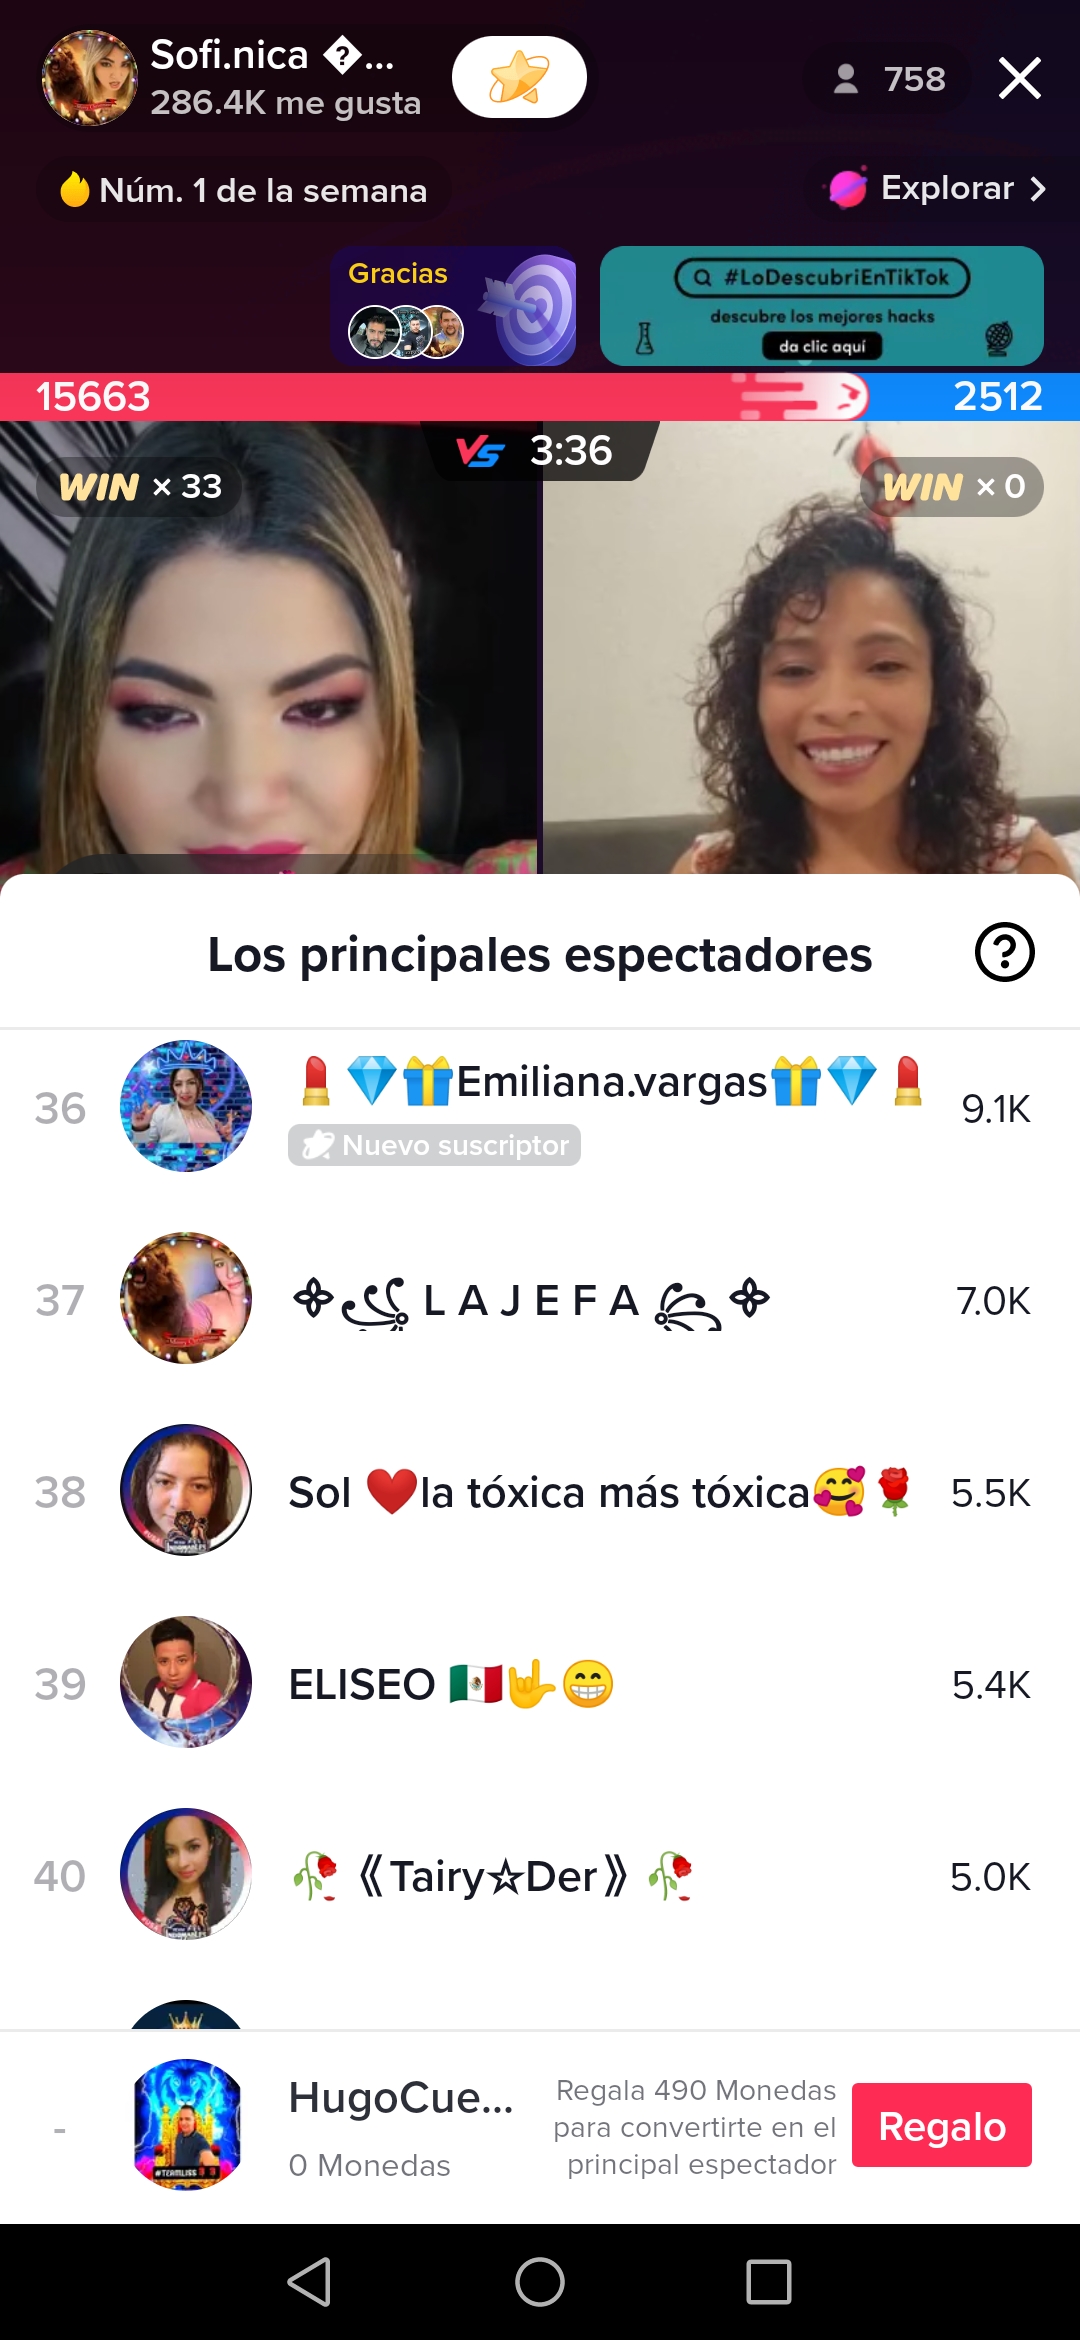 Sofi.nica �...
286.4K me gusta
758
Núm. 1 de la semana
Explorar >
Gracias
#LoDescubriEnTikTok
descubre los mejores hacks
da clic aquí
15663
2512
VS 3:36
WIN × 33
WIN × 0
Los principales espectadores
36
💄💎🎁Emiliana.vargas🎁💎💄
Nuevo suscriptor
9.1K
37
L A J E F A
7.0K
38
Sol ❤️la tóxica más tóxica🥰🌹
5.5K
39
ELISEO 🇲🇽🤟😁
5.4K
40
🥀《Tairy☆Der》🥀
5.0K
-
#TEAMLISS
HugoCue...
0 Monedas
Regala 490 Monedas
para convertirte en el
principal espectador
Regalo